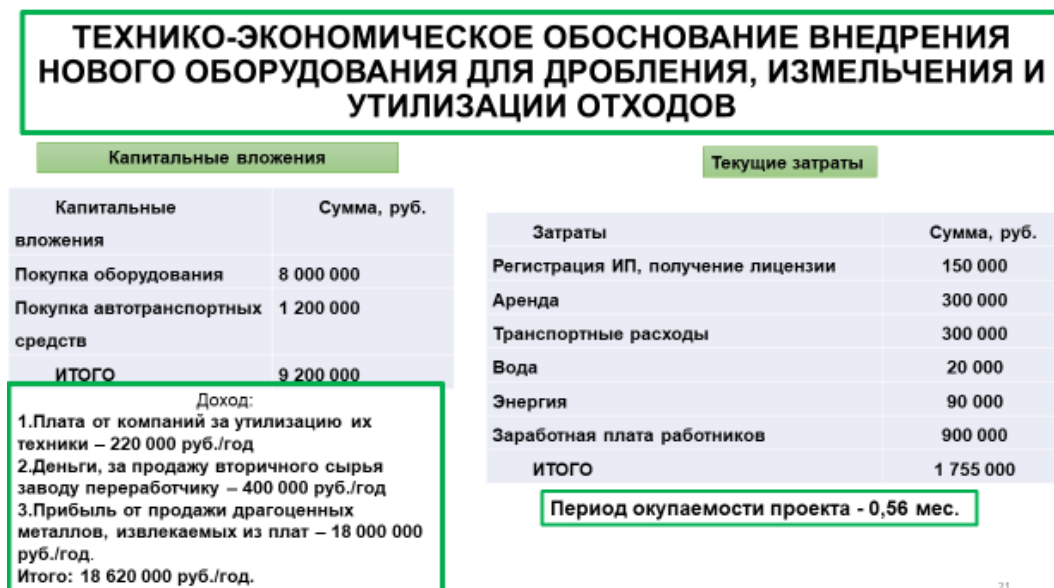 ТЕХНИКО-ЭКОНОМИЧЕСКОЕ ОБОСНОВАНИЕ ВНЕДРЕНИЯ
НОВОГО ОБОРУДОВАНИЯ ДЛЯ ДРОБЛЕНИЯ, ИЗМЕЛЬЧЕНИЯ И
УТИЛИЗАЦИИ ОТХОДОВ
Капитальные вложения
Капитальные Сумма, руб.
вложения
Покупка оборудования 8 000 000
Покупка автотранспортных 1 200 000
средств
ИТОГО 9 200 000
Доход:
1.Плата от компаний за утилизацию их
техники – 220 000 руб./год
2.Деньги, за продажу вторичного сырья
заводу переработчику – 400 000 руб./год
3.Прибыль от продажи драгоценных
металлов, извлекаемых из плат – 18 000 000
руб./год.
Итого: 18 620 000 руб./год.
Текущие затраты
Затраты Сумма, руб.
Регистрация ИП, получение лицензии 150 000
Аренда 300 000
Транспортные расходы 300 000
Вода 20 000
Энергия 90 000
Заработная плата работников 900 000
ИТОГО 1 755 000
Период окупаемости проекта - 0,56 мес.
21